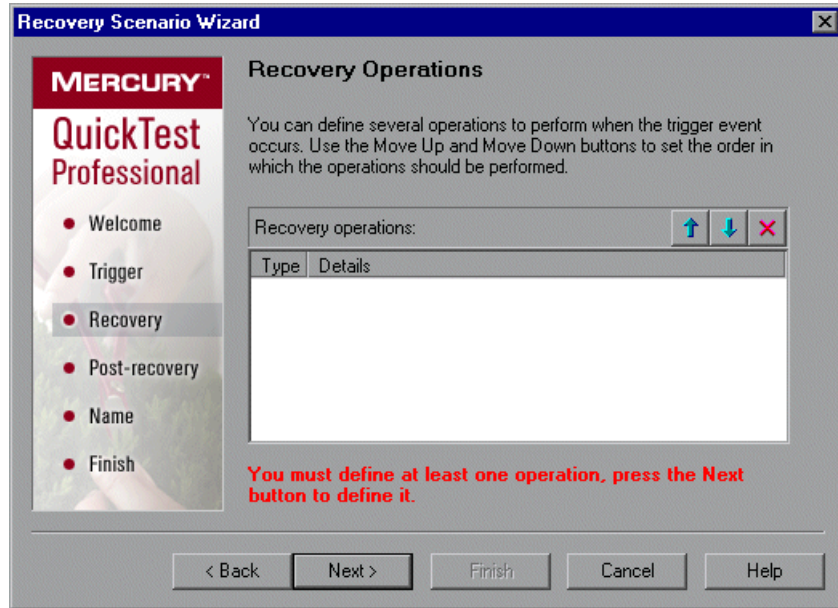 Recovery Scenario Wizard
MERCURY™
QuickTest
Professional
Welcome
Trigger
Recovery
Post-recovery
Name
Finish
Recovery Operations
You can define several operations to perform when the trigger event
occurs. Use the Move Up and Move Down buttons to set the order in
which the operations should be performed.
Recovery operations:
Type Details
You must define at least one operation, press the Next
button to define it.
< Back Next > Finish Cancel Help